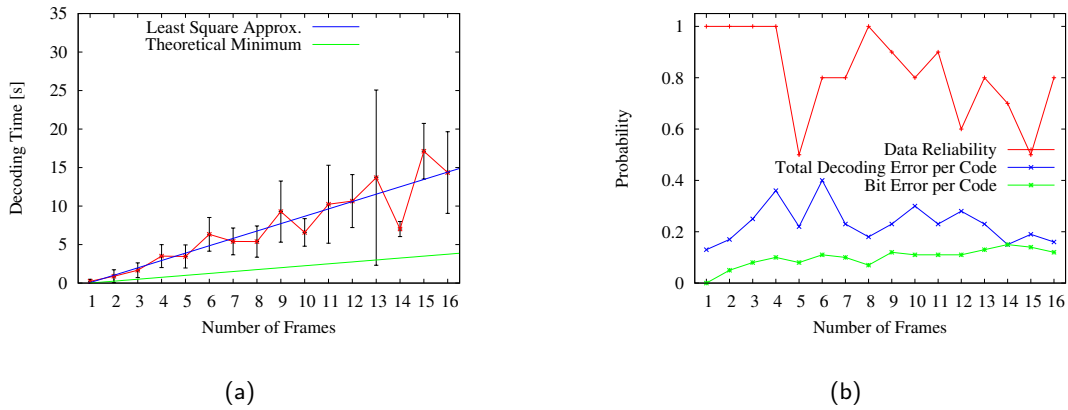 35
30
25
20
15
10
5
0
Decoding Time [s]
Least Square Approx.
Theoretical Minimum
1 2 3 4 5 6 7 8 9 10 11 12 13 14 15 16
Number of Frames
(a)
1
0.8
0.6
0.4
0.2
0
Probability
Data Reliability
Total Decoding Error per Code
Bit Error per Code
1 2 3 4 5 6 7 8 9 10 11 12 13 14 15 16
Number of Frames
(b)